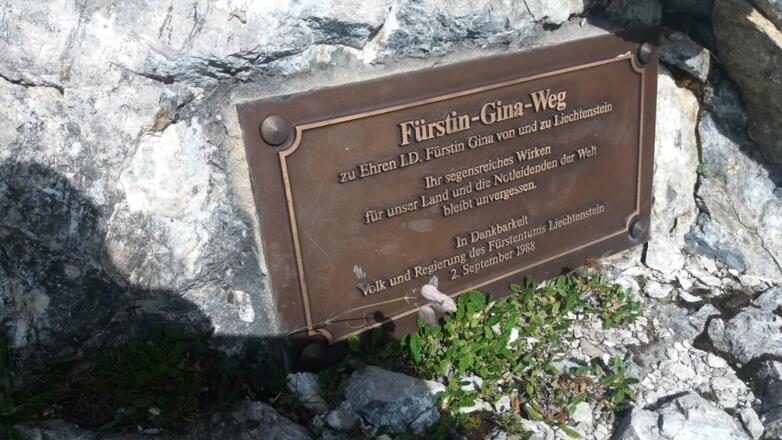 Fürstin-Gina-Weg
zu Ehren I.D. Fürstin Gina von und zu Liechtenstein
Ihr segensreiches Wirken
für unser Land und die Notleidenden der Welt
bleibt unvergessen.
In Dankbarkeit
Volk und Regierung des Fürstentums Liechtenstein
2. September 1988